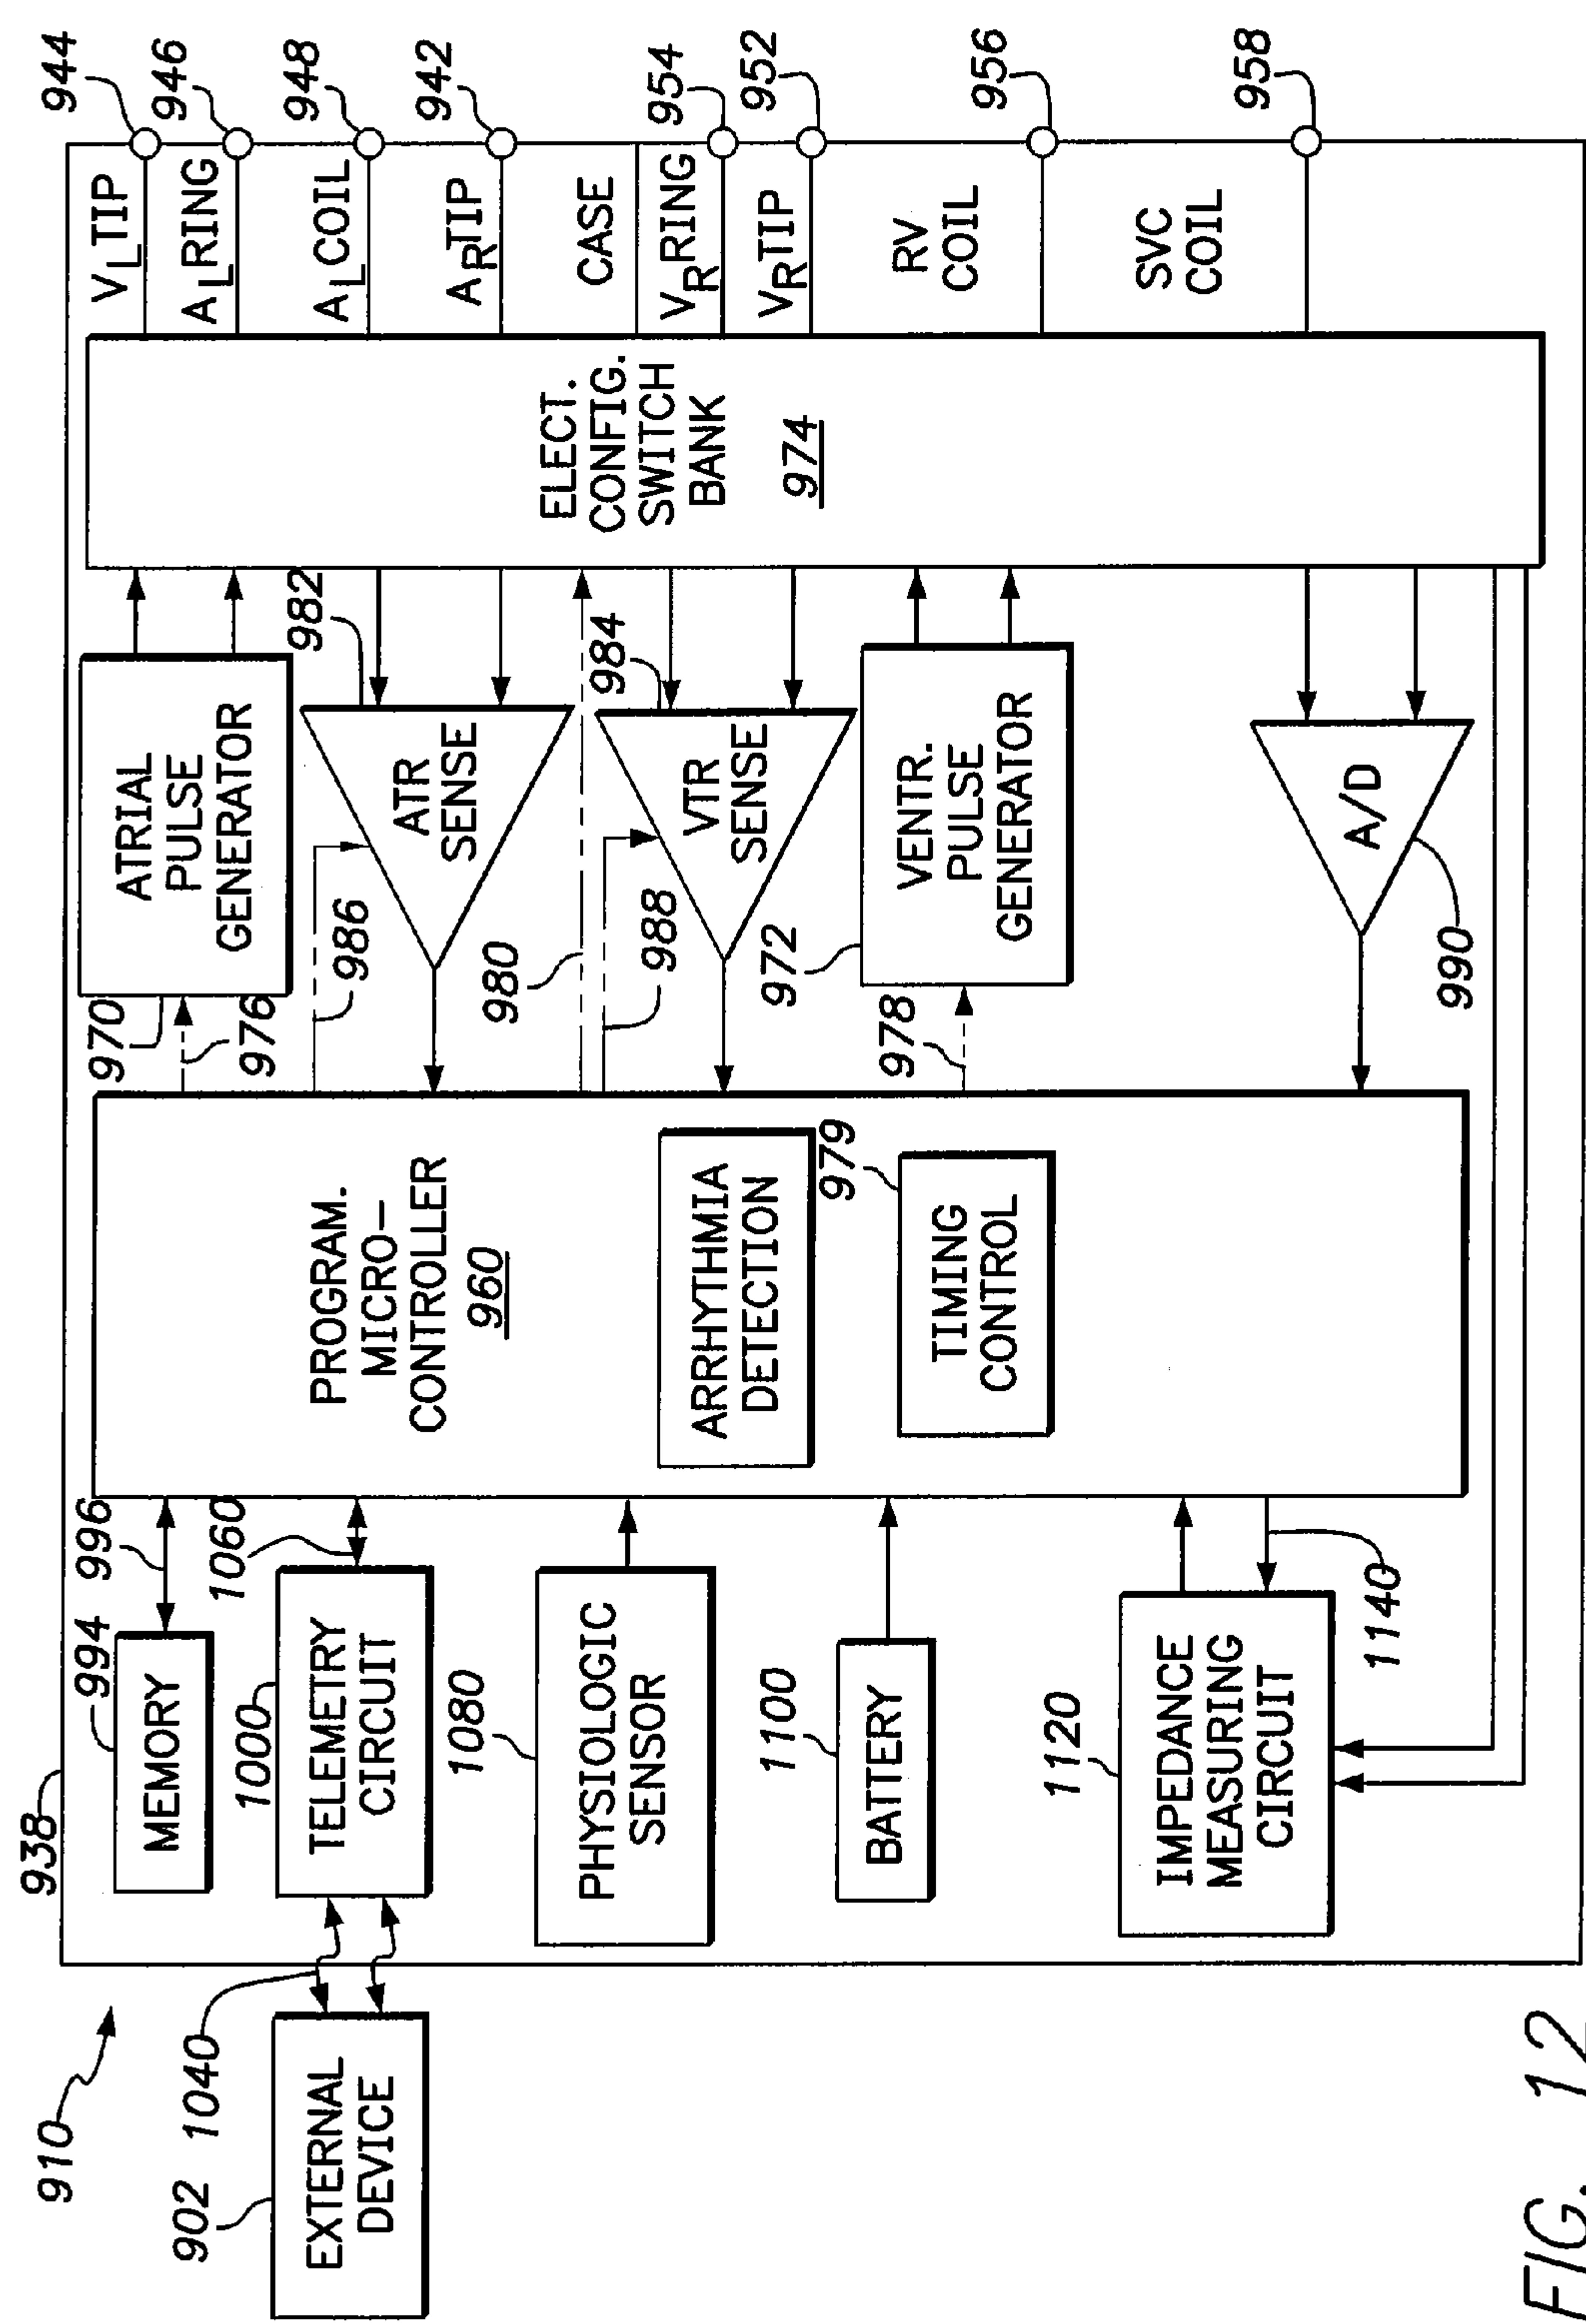 910
938
902
EXTERNAL
DEVICE
1040
994
MEMORY
996
1000
TELEMETRY
CIRCUIT
1060
1080
PHYSIOLOGIC
SENSOR
1100
BATTERY
1120
IMPEDANCE
MEASURING
CIRCUIT
1140
PROGRAM.
MICRO-
CONTROLLER
960
ARRHYTHMIA
DETECTION
979
TIMING
CONTROL
970
976
ATRIAL
PULSE
GENERATOR
986
982
ATR
SENSE
980
988
984
VTR
SENSE
972
978
VENTR.
PULSE
GENERATOR
A/D
990
ELECT.
CONFIG.
SWITCH
BANK
974
VLTIP
944
ALRING
946
ALCOIL
948
ARTIP
942
CASE
VRRING
954
VRTIP
952
RV
COIL
956
SVC
COIL
958
FIG. 12